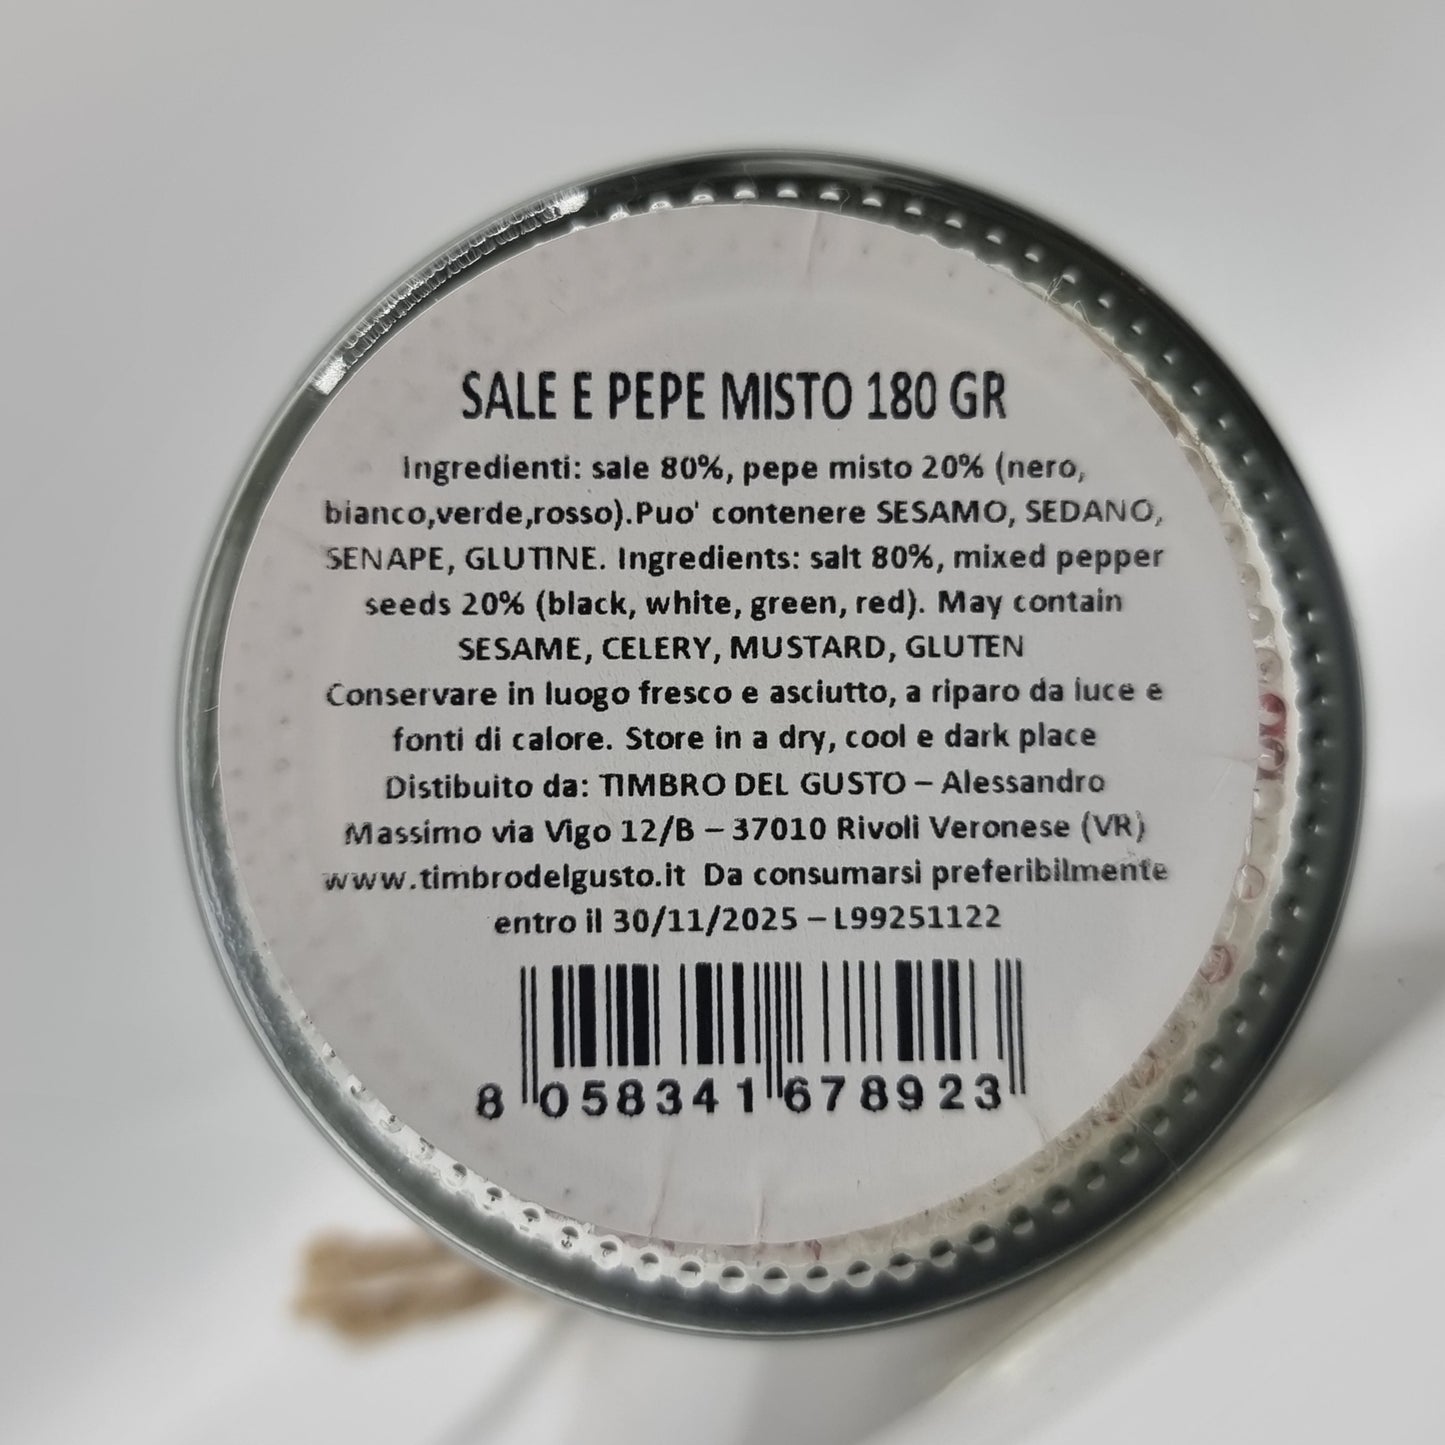 SALE E PEPE MISTO 180 GR
Ingredienti: sale 80%, pepe misto 20% (nero,
bianco,verde,rosso).Puo' contenere SESAMO, SEDANO,
SENAPE, GLUTINE. Ingredients: salt 80%, mixed pepper
seeds 20% (black, white, green, red). May contain
SESAME, CELERY, MUSTARD, GLUTEN
Conservare in luogo fresco e asciutto, a riparo da luce e
fonti di calore. Store in a dry, cool e dark place
Distibuito da: TIMBRO DEL GUSTO – Alessandro
Massimo via Vigo 12/B – 37010 Rivoli Veronese (VR)
www.timbrodelgusto.it Da consumarsi preferibilmente
entro il 30/11/2025 – L99251122
8 058341 678923